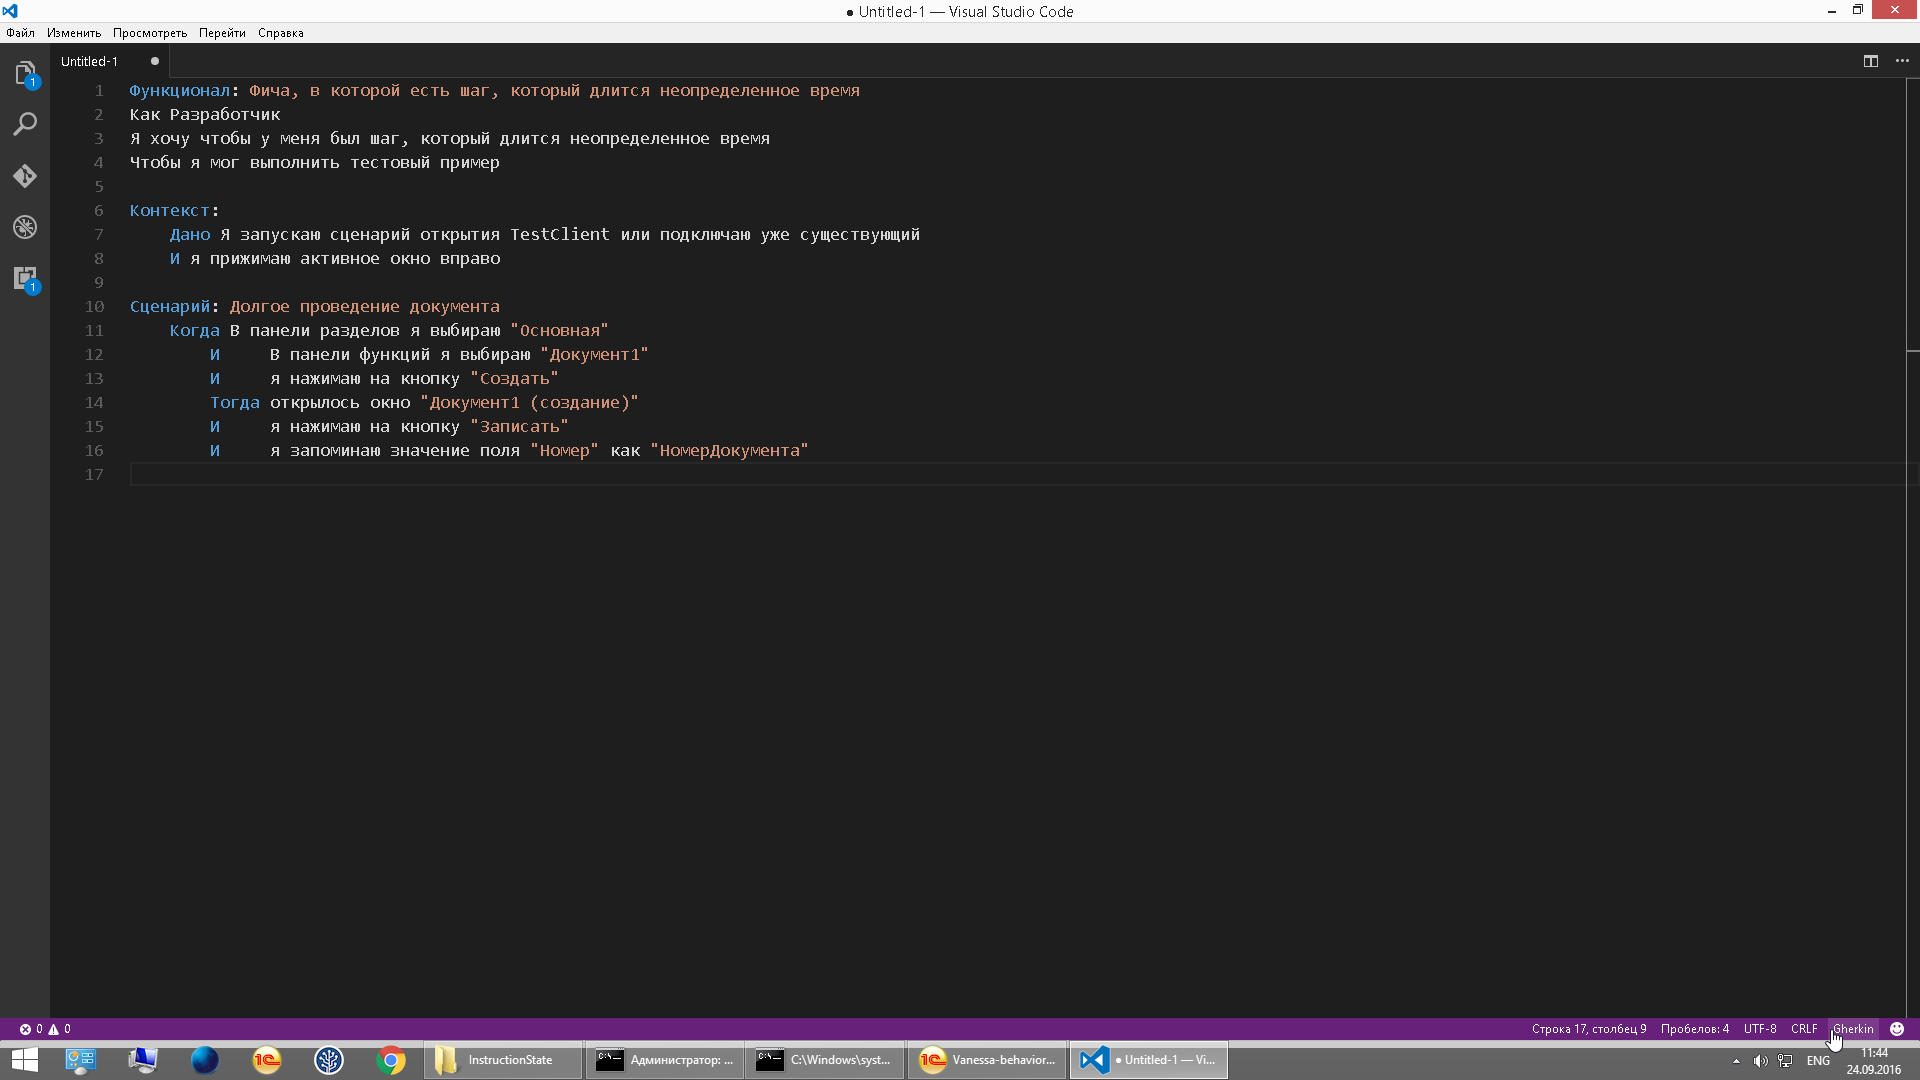 ● Untitled-1 — Visual Studio Code
Файл Изменить Просмотреть Перейти Справка
Untitled-1
1 Функционал: Фича, в которой есть шаг, который длится неопределенное время
2 Как Разработчик
3 Я хочу чтобы у меня был шаг, который длится неопределенное время
4 Чтобы я мог выполнить тестовый пример
5
6 Контекст:
7 Дано Я запускаю сценарий открытия TestClient или подключаю уже существующий
8 И я прижимаю активное окно вправо
9
10 Сценарий: Долгое проведение документа
11 Когда В панели разделов я выбираю "Основная"
12 И В панели функций я выбираю "Документ1"
13 И я нажимаю на кнопку "Создать"
14 Тогда открылось окно "Документ1 (создание)"
15 И я нажимаю на кнопку "Записать"
16 И я запоминаю значение поля "Номер" как "НомерДокумента"
17
1
1
0 0 Строка 17, столбец 9 Пробелов: 4 UTF-8 CRLF Gherkin
InstructionState Администратор: ... C:\Windows\syst... Vanessa-behavior... ● Untitled-1 — Vi... ENG 11:44
24.09.2016